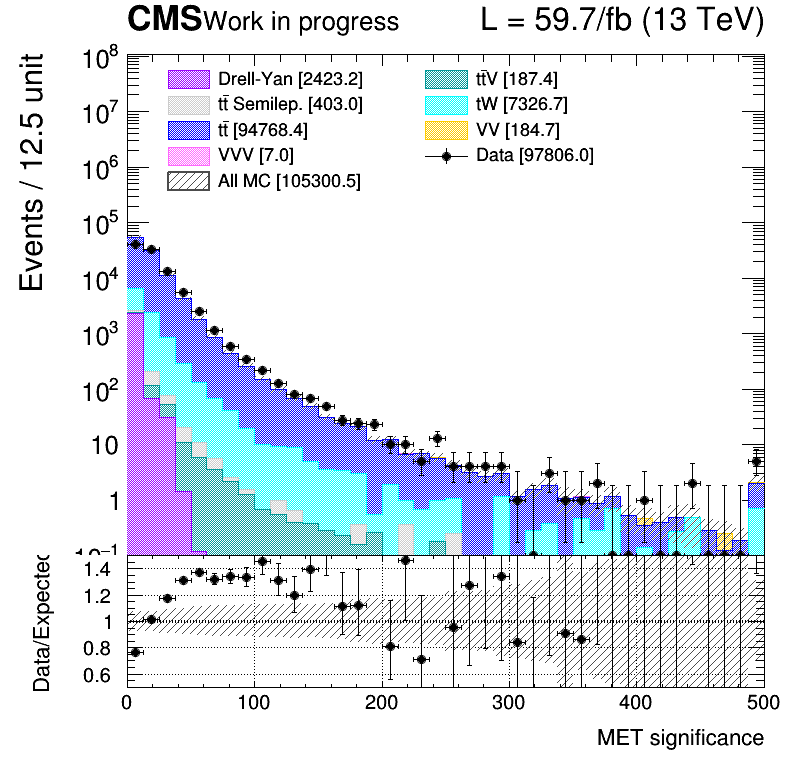 CMS Work in progress L = 59.7/fb (13 TeV)
Events / 12.5 unit
10⁸
10⁷
10⁶
10⁵
10⁴
10³
10²
10
1
10⁻¹
Drell-Yan [2423.2]
tt̄ Semilep. [403.0]
tt̄ [94768.4]
VVV [7.0]
All MC [105300.5]
tt̄V [187.4]
tW [7326.7]
VV [184.7]
Data [97806.0]
Data/Expected
1.4
1.2
1
0.8
0.6
0 100 200 300 400 500
MET significance